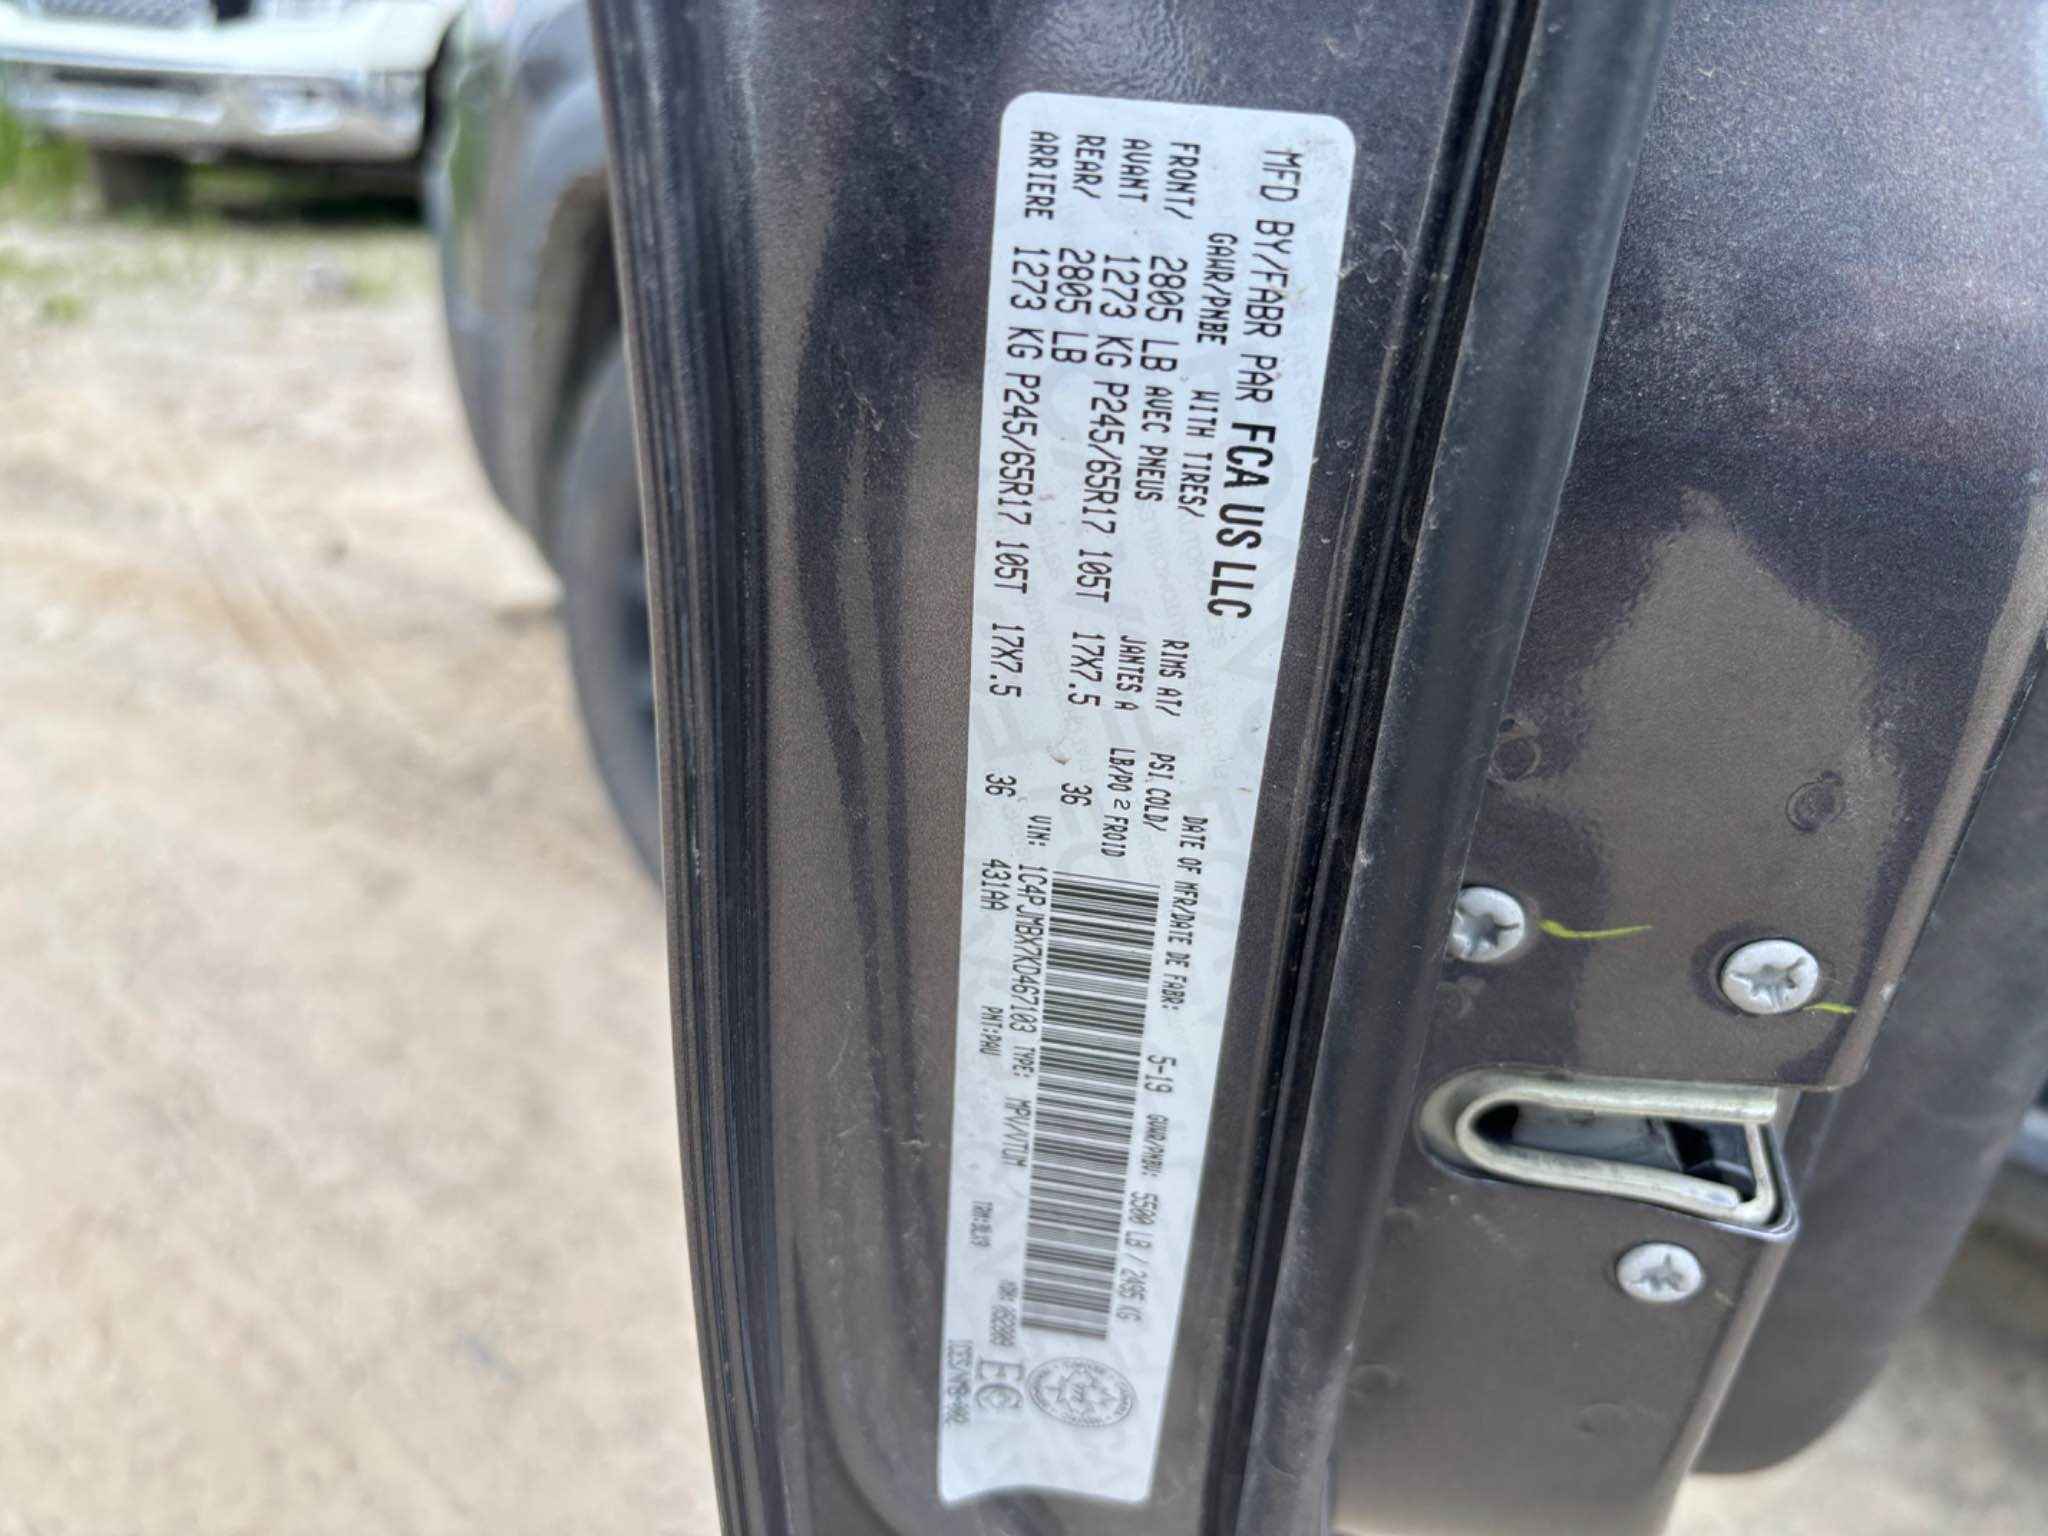 MFD BY/FABR PAR FCA US LLC
DATE OF MFR/DATE DE FABR: 5-19 GVWR/PNBV: 5500 LB / 2495 KG
GAWR/PNBE WITH TIRES/ RIMS AT/ PSI COLD/
FRONT/ 2805 LB AVEC PNEUS JANTES A LB/PO 2 FROID
AVANT 1273 KG P245/65R17 105T 17X7.5 36
REAR/ 2805 LB
ARRIERE 1273 KG P245/65R17 105T 17X7.5 36
VIN: 1C4PJMBX7KD467103 TYPE: MPV/VTUM
431AA PNT:PAU